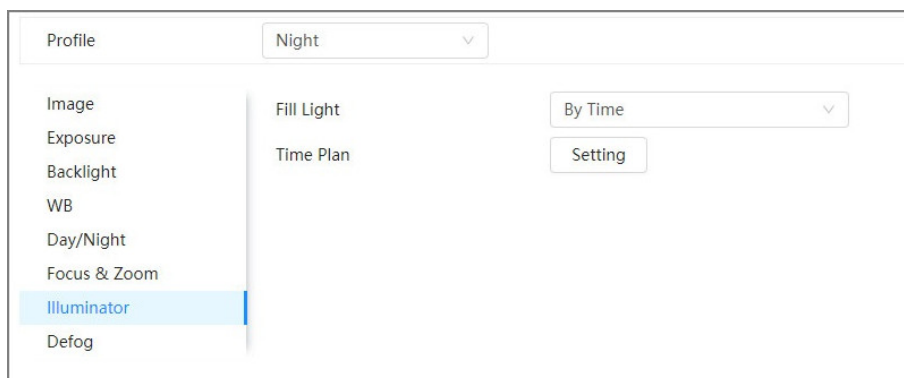 Profile Night
Image
Exposure
Backlight
WB
Day/Night
Focus & Zoom
Illuminator
Defog
Fill Light By Time
Time Plan Setting